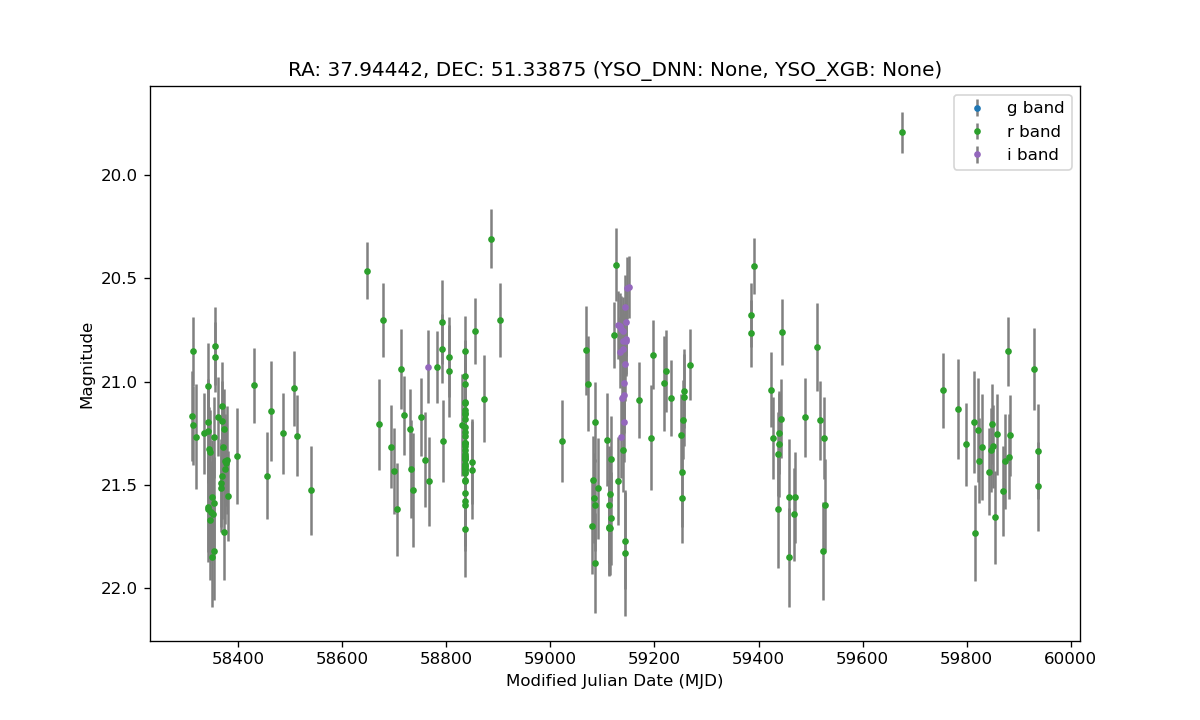 RA: 37.94442, DEC: 51.33875 (YSO_DNN: None, YSO_XGB: None)
g band
r band
i band
20.0
20.5
21.0
21.5
22.0
Magnitude
58400 58600 58800 59000 59200 59400 59600 59800 60000
Modified Julian Date (MJD)